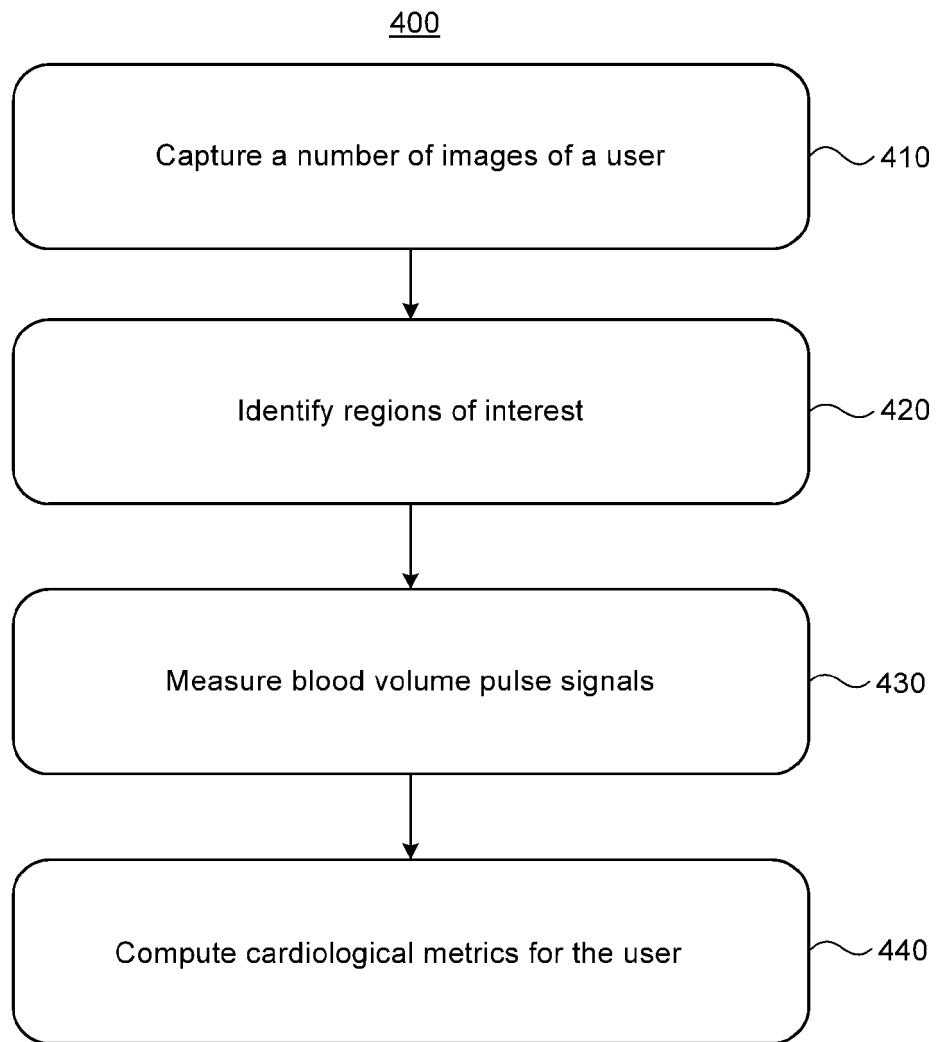 400
Capture a number of images of a user
410
Identify regions of interest
420
Measure blood volume pulse signals
430
Compute cardiological metrics for the user
440